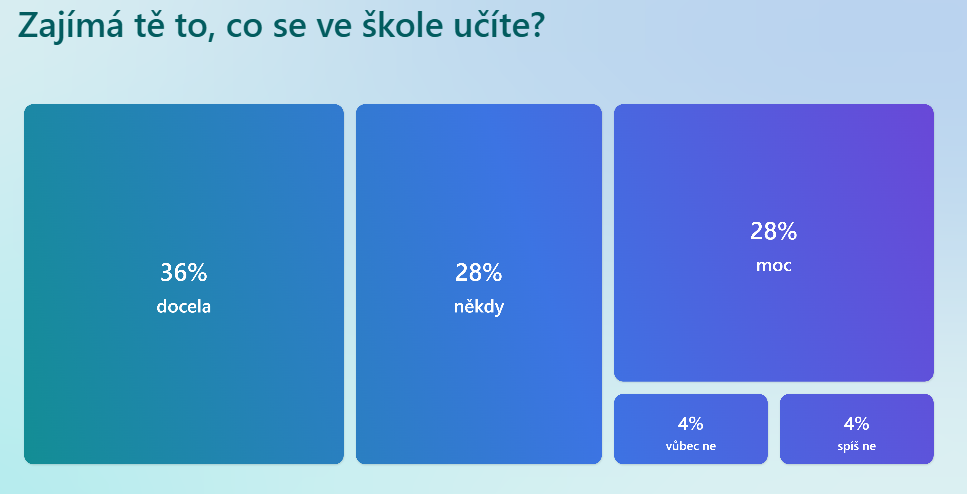 Zajímá tě to, co se ve škole učíte?
36%
docela
28%
někdy
28%
moc
4%
vůbec ne
4%
spíš ne